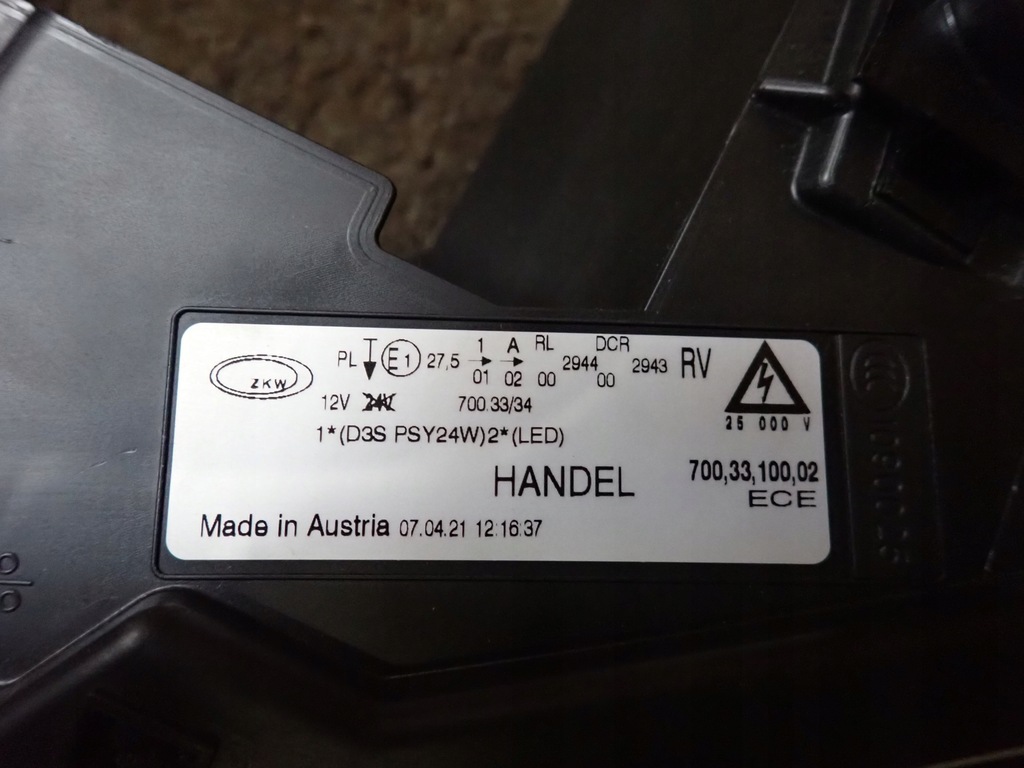 ZKW
PL E1 27,5 1 A RL DCR
01 02 00 2944 00 2943 RV
12V 24V 700.33/34
1*(D3S PSY24W)2*(LED)
25 000 V
HANDEL
700,33,100,02
ECE
Made in Austria 07.04.21 12:16:37